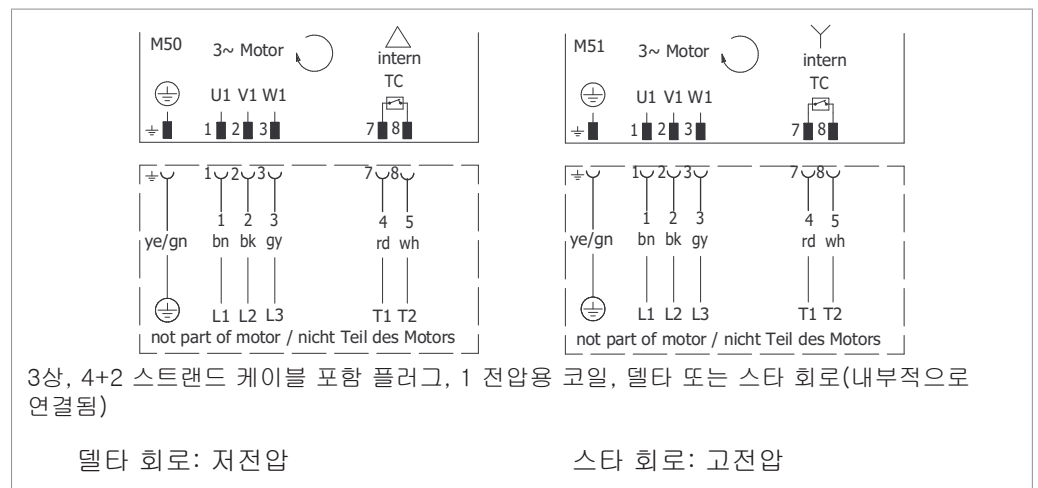 M50 3~ Motor
intern
TC
U1 V1 W1
1 2 3 7 8
1 2 3 7 8
1 2 3 4 5
ye/gn bn bk gy rd wh
L1 L2 L3 T1 T2
not part of motor / nicht Teil des Motors
M51 3~ Motor
intern
TC
U1 V1 W1
1 2 3 7 8
1 2 3 7 8
1 2 3 4 5
ye/gn bn bk gy rd wh
L1 L2 L3 T1 T2
not part of motor / nicht Teil des Motors
3상, 4+2 스트랜드 케이블 포함 플러그, 1 전압용 코일, 델타 또는 스타 회로(내부적으로
연결됨)
델타 회로: 저전압 스타 회로: 고전압